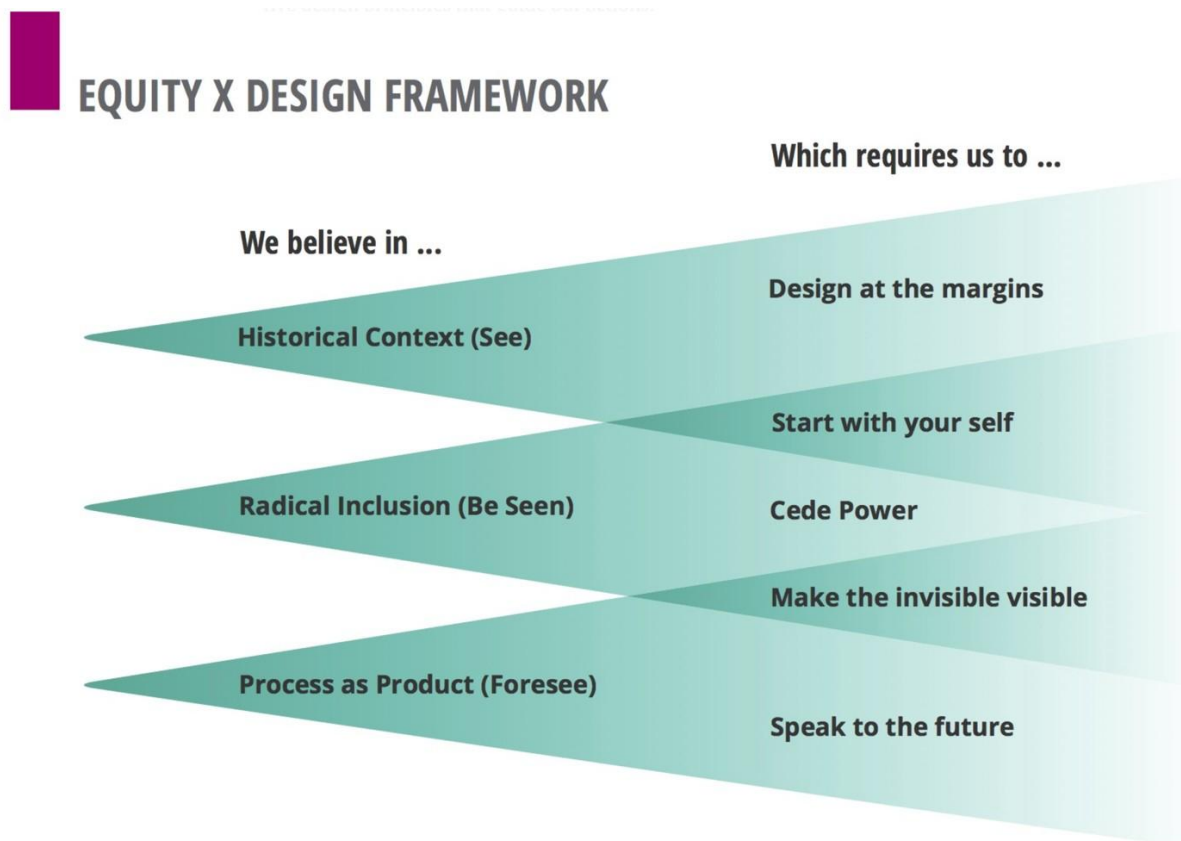 EQUITY X DESIGN FRAMEWORK
Which requires us to ...
We believe in ...
Design at the margins
Historical Context (See)
Start with your self
Radical Inclusion (Be Seen)
Cede Power
Make the invisible visible
Process as Product (Foresee)
Speak to the future